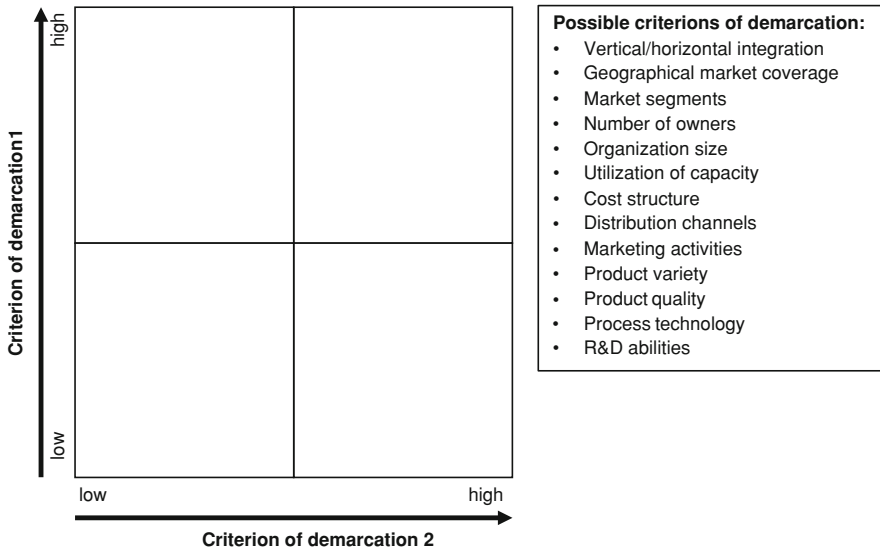 high
Criterion of demarcation1
low
low
high
Criterion of demarcation 2
Possible criterions of demarcation:
• Vertical/horizontal integration
• Geographical market coverage
• Market segments
• Number of owners
• Organization size
• Utilization of capacity
• Cost structure
• Distribution channels
• Marketing activities
• Product variety
• Product quality
• Process technology
• R&D abilities